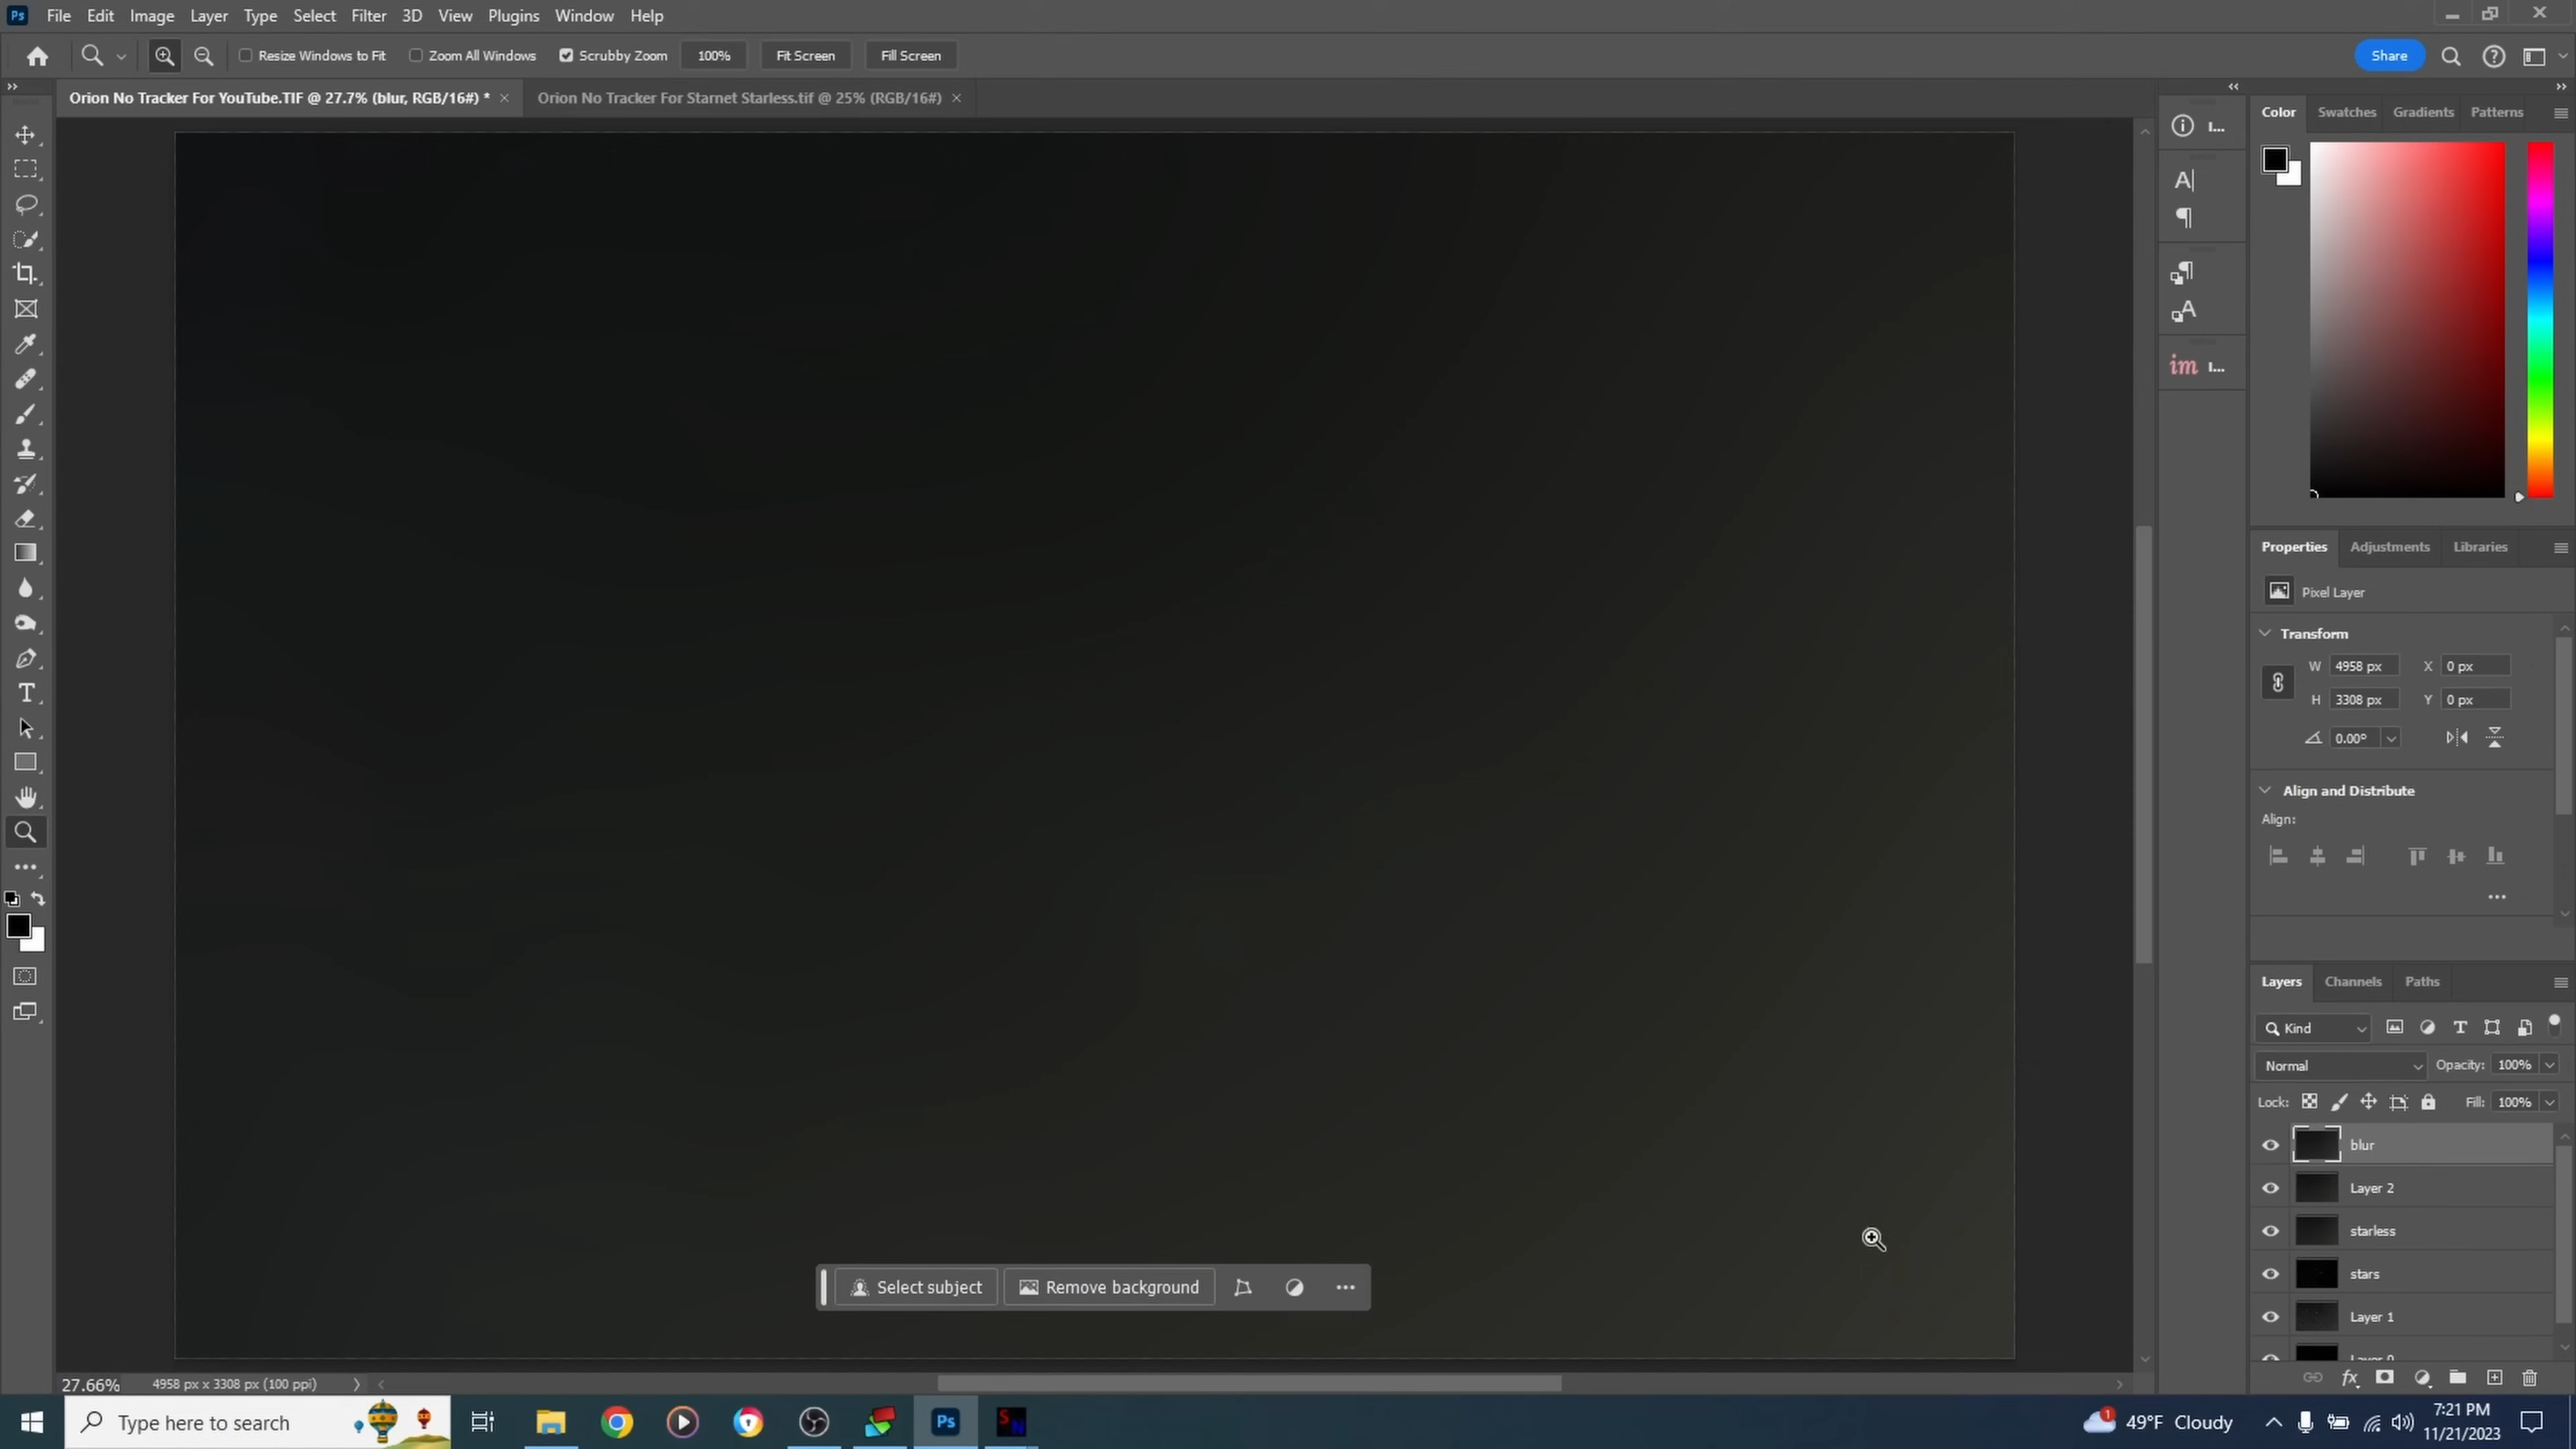 Ps File Edit Image Layer Type Select Filter 3D View Plugins Window Help
Resize Windows to Fit Zoom All Windows Scrubby Zoom 100% Fit Screen Fill Screen Share
Orion No Tracker For YouTube.TIF @ 27.7% (blur, RGB/16#) * Orion No Tracker For Starnet Starless.tif @ 25% (RGB/16#)
Color Swatches Gradients Patterns
im
Properties Adjustments Libraries
Pixel Layer
Transform
W 4958 px X 0 px
H 3308 px Y 0 px
0.00°
Align and Distribute
Align:
Layers Channels Paths
Kind
Normal Opacity: 100%
Lock: Fill: 100%
blur
Layer 2
starless
stars
Layer 1
Select subject Remove background
27.66% 4958 px x 3308 px (100 ppi)
Type here to search
Ps
1 49°F Cloudy
7:21 PM
11/21/2023